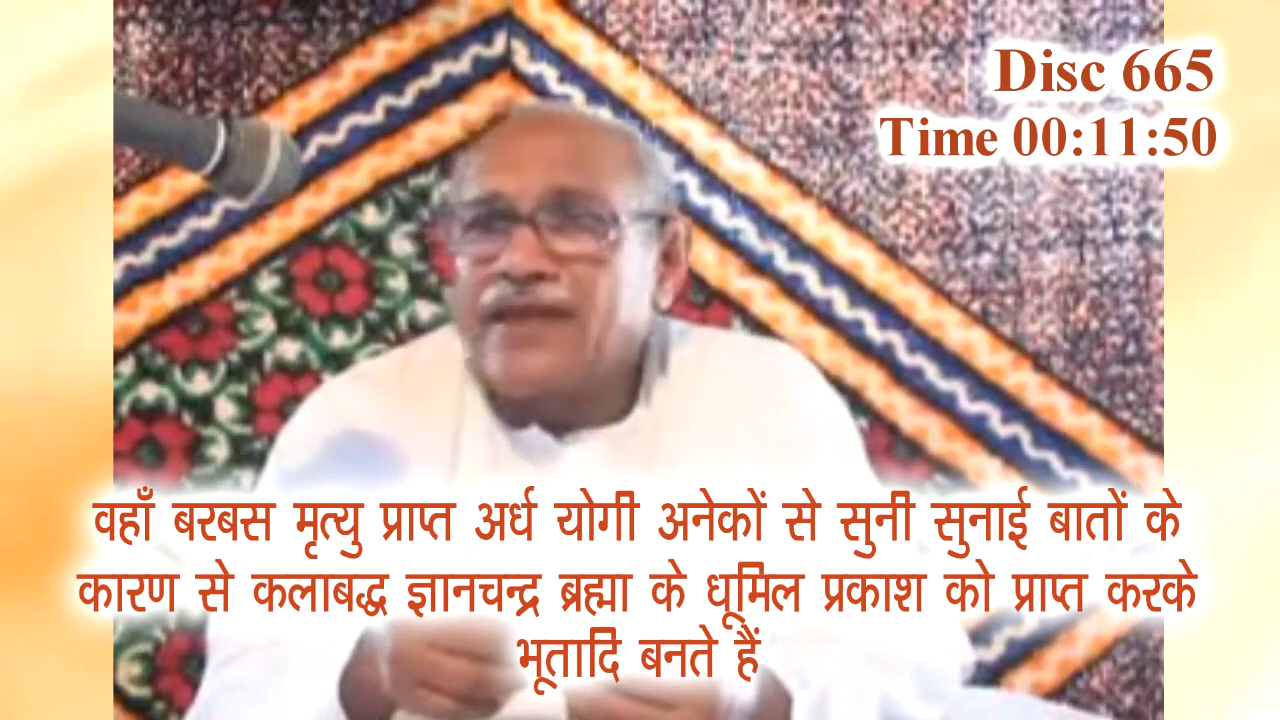 Disc 665
Time 00:11:50
वहाँ बरबस मृत्यु प्राप्त अर्ध योगी अनेकों से सुनी सुनाई बातों के
कारण से कलाबद्ध ज्ञानचन्द्र ब्रह्मा के धूमिल प्रकाश को प्राप्त करके
भूतादि बनते हैं